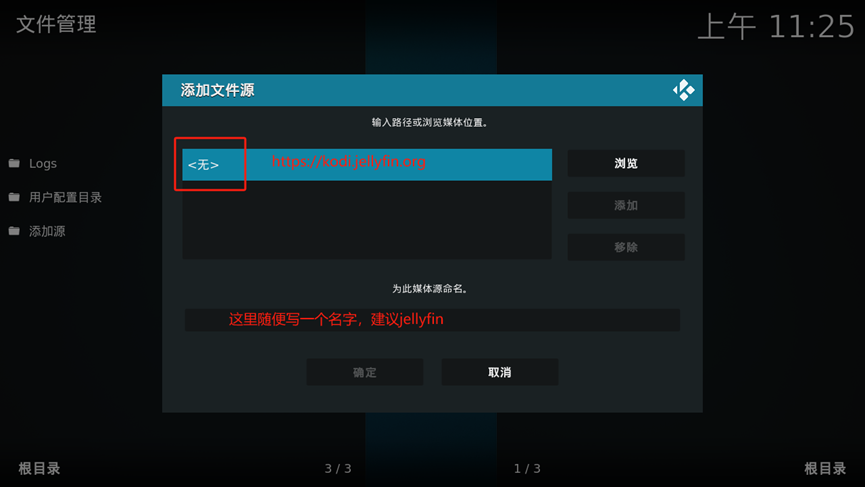 文件管理
上午 11:25
添加文件源
输入路径或浏览媒体位置。
<无>
https://kodi.jellyfin.org
浏览
添加
移除
Logs
用户配置目录
添加源
为此媒体源命名。
这里随便写一个名字，建议jellyfin
确定
取消
根目录
3 / 3
1 / 3
根目录